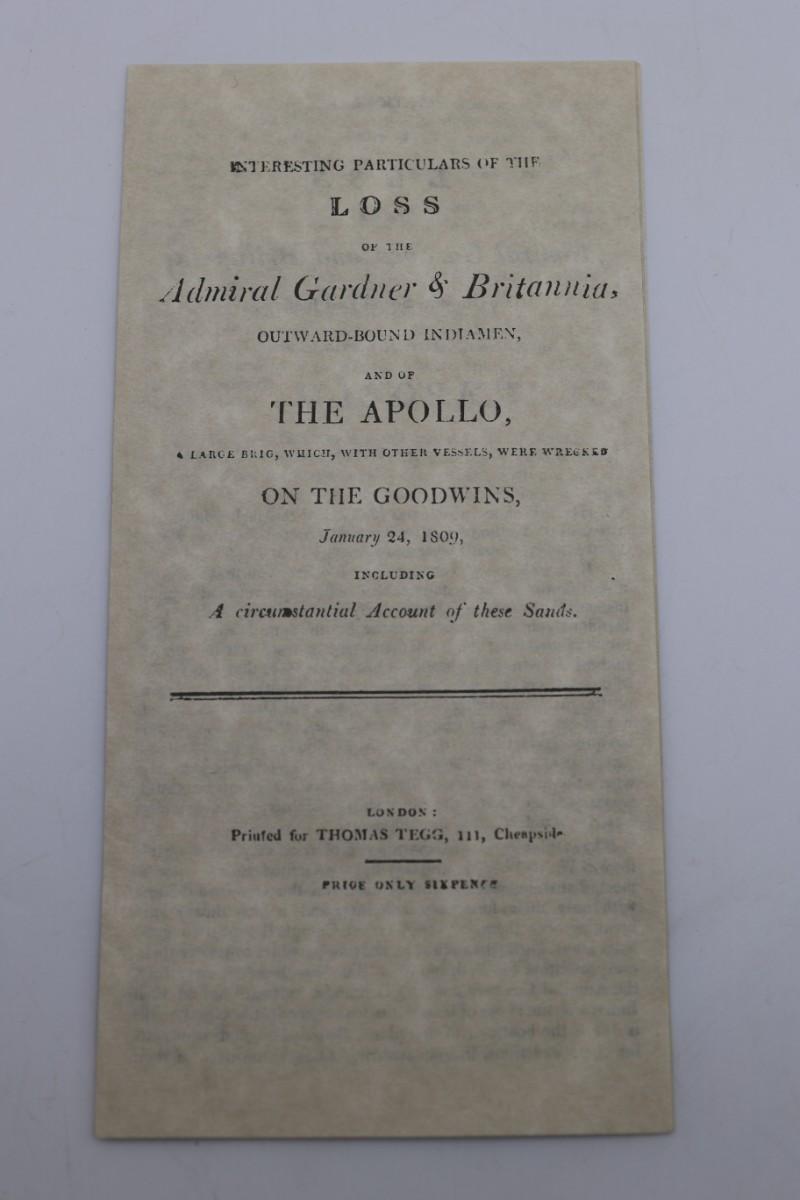 INTERESTING PARTICULARS OF THE
LOSS
OF THE
Admiral Gardner & Britannia,
OUTWARD-BOUND INDIAMEN,
AND OF
THE APOLLO,
A LARGE BRIG, WHICH, WITH OTHER VESSELS, WERE WRECKED
ON THE GOODWINS,
January 24, 1809,
INCLUDING
A circumstantial Account of these Sands.
LONDON:
Printed for THOMAS TEGG, 111, Cheapside
PRICE ONLY SIXPENCE